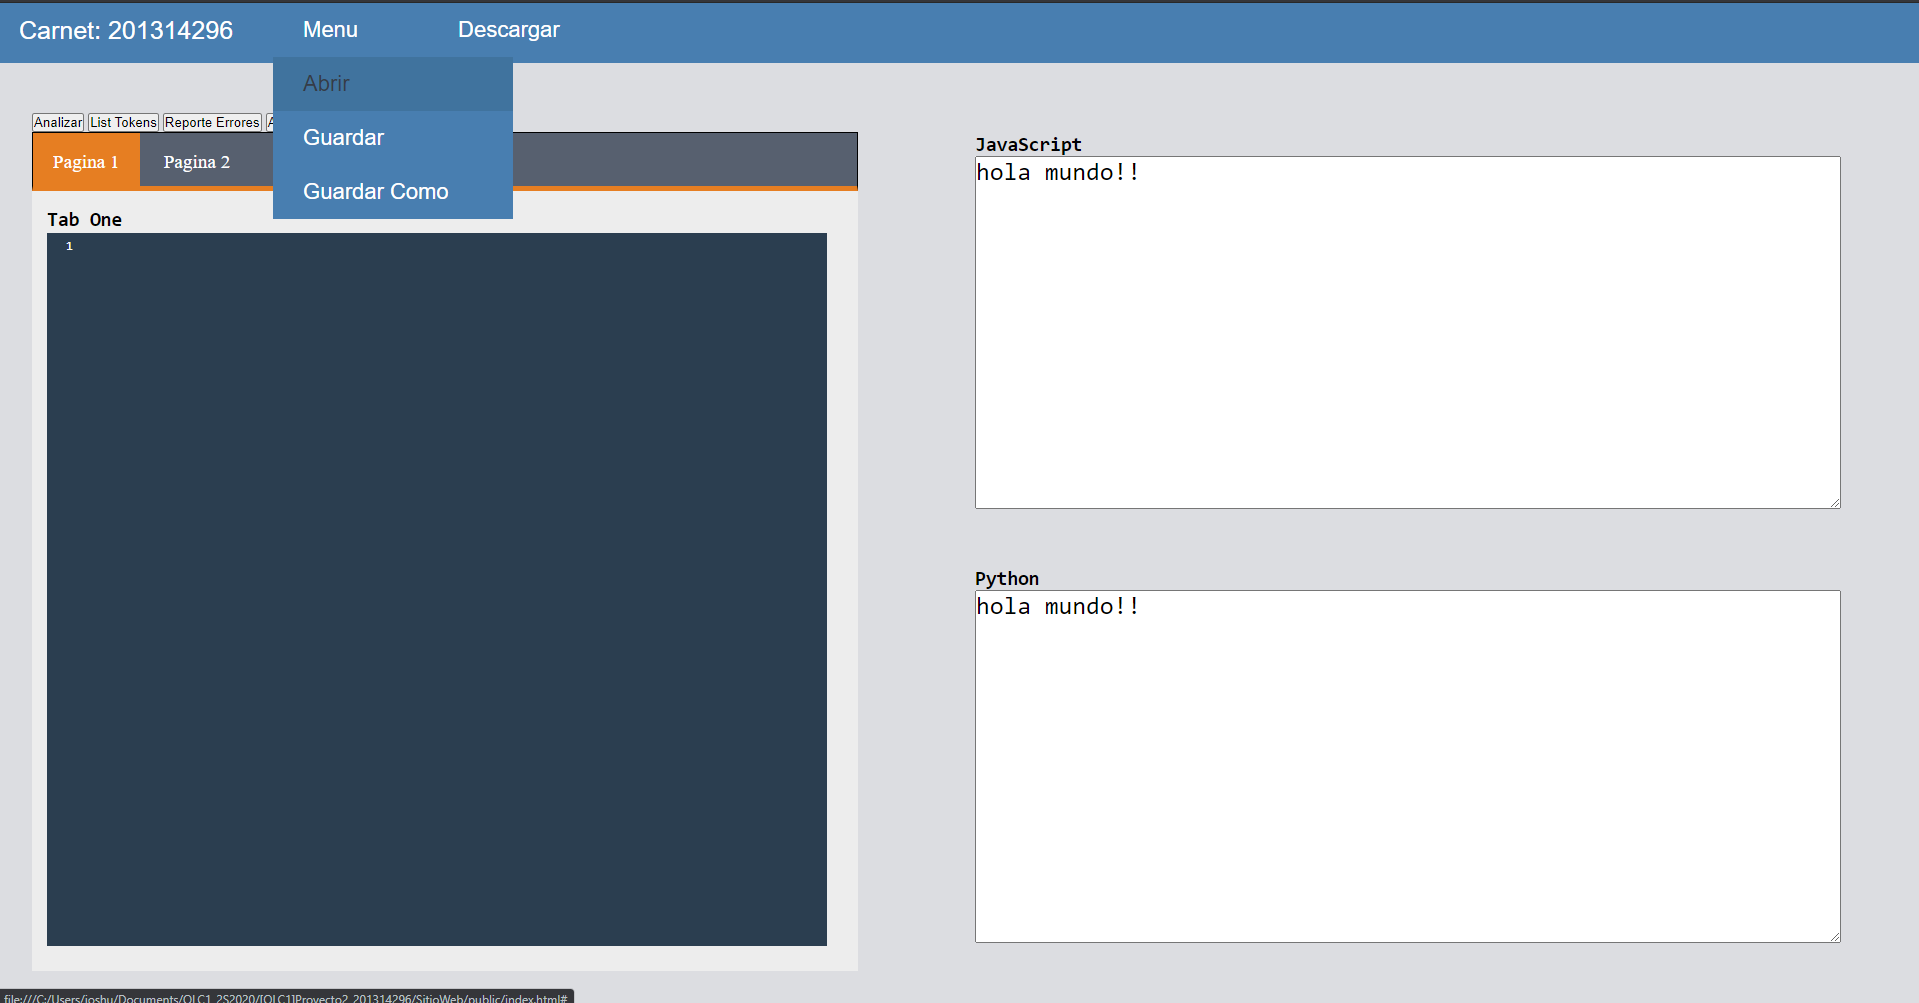 Carnet: 201314296 Menu Descargar
Abrir
Guardar
Guardar Como
Analizar List Tokens Reporte Errores
Pagina 1 Pagina 2
Tab One
1
JavaScript
hola mundo!!
Python
hola mundo!!
file:///C:/Users/joshu/Documents/OLC1_2S2020/[OLC1]Proyecto2_201314296/SitioWeb/public/index.html#